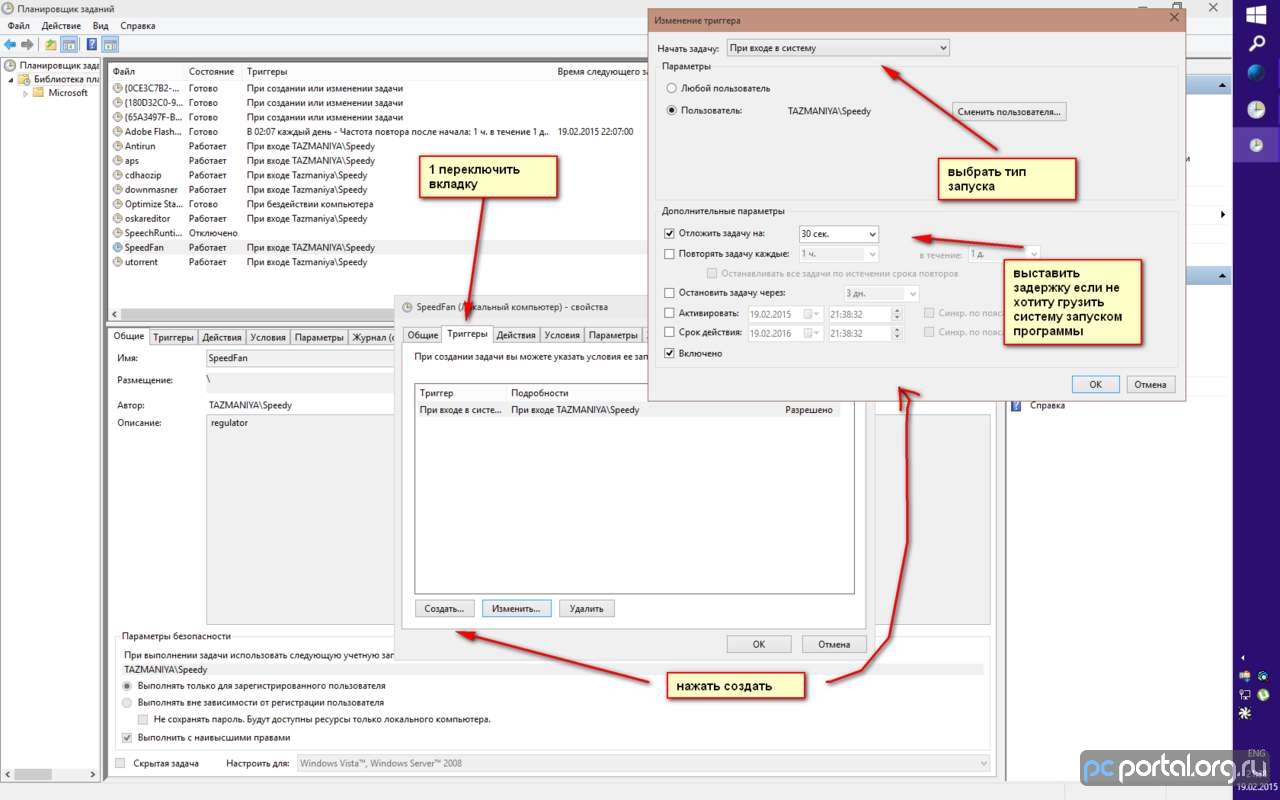 Планировщик заданий
Файл Действие Вид Справка
Планировщик зада
Библиотека пла
Microsoft
Файл Состояние Триггеры Время следующего за
{0CE3C7B2-... Готово При создании или изменении задачи
{180D32C0-9... Готово При создании или изменении задачи
{65A3497F-B... Готово При создании или изменении задачи
Adobe Flash... Готово В 02:07 каждый день - Частота повтора после начала: 1 ч. в течение 1 д.. 19.02.2015 22:07:00
Antirun Работает При входе TAZMANIYA\Speedy
aps Работает При входе TAZMANIYA\Speedy
cdhaozip Работает При входе Tazmaniya\Speedy
downmasner Работает При входе Tazmaniya\Speedy
Optimize Sta... Готово При бездействии компьютера
oskareditor Работает При входе Tazmaniya\Speedy
SpeechRunti... Отключено
SpeedFan Работает При входе TAZMANIYA\Speedy
utorrent Работает При входе TAZMANIYA\Speedy
1 переключить
вкладку
Общие Триггеры Действия Условия Параметры Журнал (
Имя: SpeedFan
Размещение: \
Автор: TAZMANIYA\Speedy
Описание: regulator
Параметры безопасности
При выполнении задачи использовать следующую учетную зап
TAZMANIYA\Speedy
Выполнять только для зарегистрированного пользователя
Выполнять вне зависимости от регистрации пользователя
Не сохранять пароль. Будут доступны ресурсы только локального компьютера.
Выполнить с наивысшими правами
Скрытая задача Настроить для: Windows Vista™, Windows Server™ 2008
SpeedFan (Локальный компьютер) - свойства
Общие Триггеры Действия Условия Параметры
При создании задачи вы можете указать условия ее зап
Триггер Подробности
При входе в систе... При входе TAZMANIYA\Speedy Разрешено
Создать... Изменить... Удалить
ОК Отмена
нажать создать
Изменение триггера
Начать задачу: При входе в систему
Параметры
Любой пользователь
Пользователь: TAZMANIYA\Speedy Сменить пользователя...
выбрать тип
запуска
Дополнительные параметры
Отложить задачу на: 30 сек.
Повторять задачу каждые: 1 ч. в течение: 1 д.
Останавливать все задачи по истечении срока повторов
Остановить задачу через: 3 дн.
Активировать: 19.02.2015 21:38:32 Синхр. по пояса
Срок действия: 19.02.2016 21:38:32 Синхр. по пояса
Включено
выставить
задержку если не
хотиту грузить
систему запуском
программы
ОК Отмена
Справка
ENG
19.02.2015
pcportal.org.ru